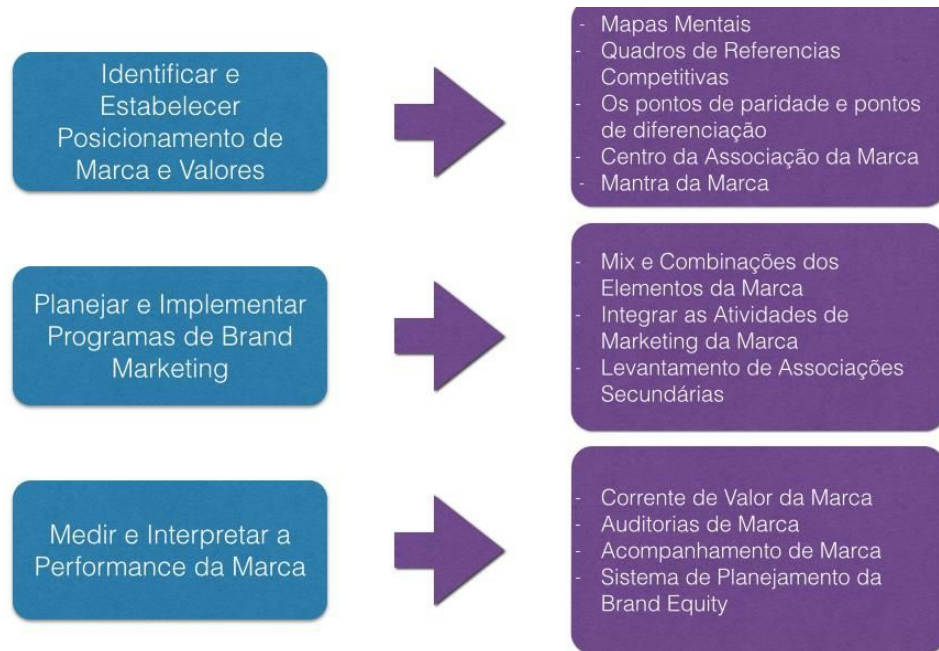 Identificar e
Estabelecer
Posicionamento de
Marca e Valores
- Mapas Mentais
- Quadros de Referencias
Competitivas
- Os pontos de paridade e pontos
de diferenciação
- Centro da Associação da Marca
- Mantra da Marca
Planejar e Implementar
Programas de Brand
Marketing
- Mix e Combinações dos
Elementos da Marca
- Integrar as Atividades de
Marketing da Marca
- Levantamento de Associações
Secundárias
Medir e Interpretar a
Performance da Marca
- Corrente de Valor da Marca
- Auditorias de Marca
- Acompanhamento de Marca
- Sistema de Planejamento da
Brand Equity